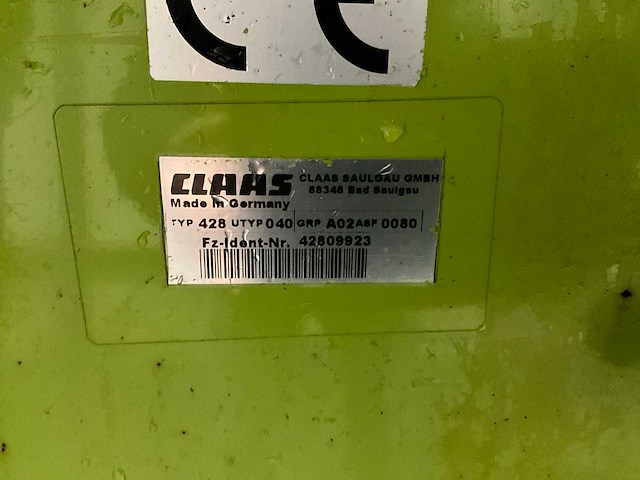 CE
CLAAS CLAAS SAULGAU GMBH
Made in Germany 88348 Bad Saulgau
TYP 428 UTYP 040 GRP A02 ASF 0080
Fz-Ident-Nr. 42809923